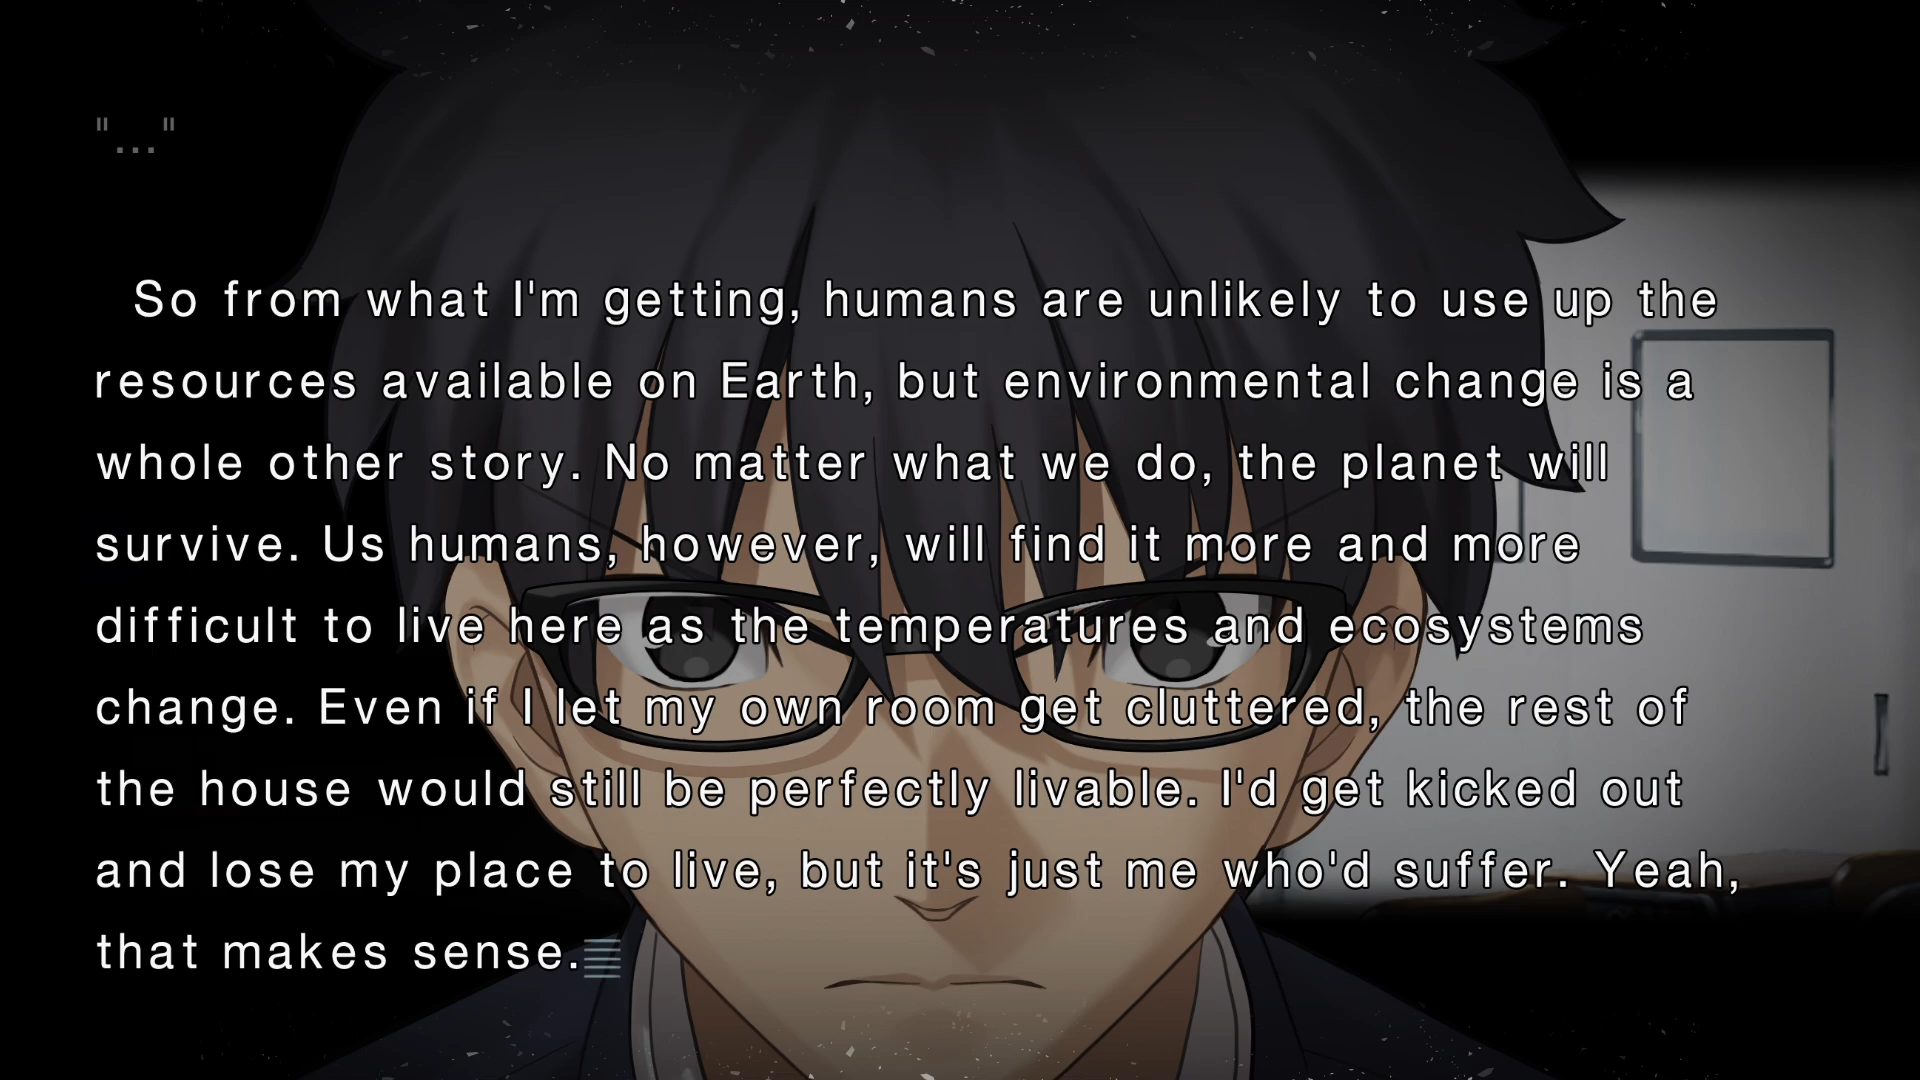 "..."
So from what I'm getting, humans are unlikely to use up the
resources available on Earth, but environmental change is a
whole other story. No matter what we do, the planet will
survive. Us humans, however, will find it more and more
difficult to live here as the temperatures and ecosystems
change. Even if I let my own room get cluttered, the rest of
the house would still be perfectly livable. I'd get kicked out
and lose my place to live, but it's just me who'd suffer. Yeah,
that makes sense.